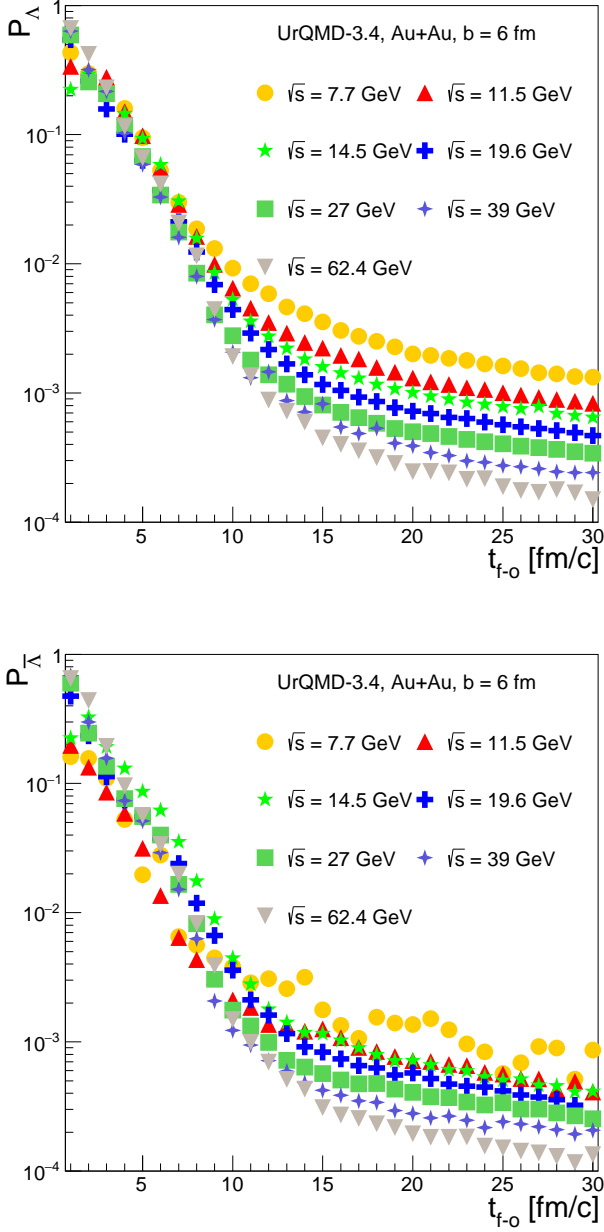 P_Λ
1
UrQMD-3.4, Au+Au, b = 6 fm
√s = 7.7 GeV √s = 11.5 GeV
10⁻¹
√s = 14.5 GeV √s = 19.6 GeV
√s = 27 GeV √s = 39 GeV
10⁻²
√s = 62.4 GeV
10⁻³
10⁻⁴
5 10 15 20 25 30
t_f-o [fm/c]
P_Λ̅
1
UrQMD-3.4, Au+Au, b = 6 fm
√s = 7.7 GeV √s = 11.5 GeV
10⁻¹
√s = 14.5 GeV √s = 19.6 GeV
√s = 27 GeV √s = 39 GeV
10⁻²
√s = 62.4 GeV
10⁻³
10⁻⁴
5 10 15 20 25 30
t_f-o [fm/c]